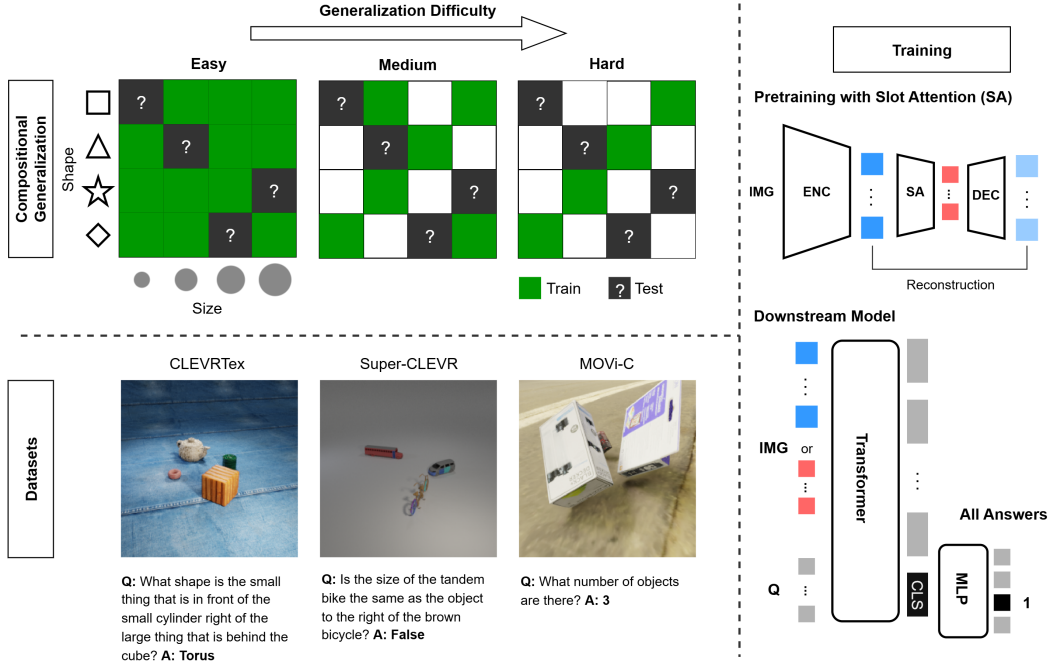 Generalization Difficulty
Easy
Medium
Hard
Compositional
Generalization
Shape
?
?
?
?
?
?
?
?
?
?
?
?
Size
Train
? Test
Datasets
CLEVRTex
Super-CLEVR
MOVi-C
Q: What shape is the small
thing that is in front of the
small cylinder right of the
large thing that is behind the
cube? A: Torus
Q: Is the size of the tandem
bike the same as the object
to the right of the brown
bicycle? A: False
Q: What number of objects
are there? A: 3
Training
Pretraining with Slot Attention (SA)
IMG
ENC
SA
DEC
Reconstruction
Downstream Model
IMG or
Q
Transformer
CLS
MLP
All Answers
1